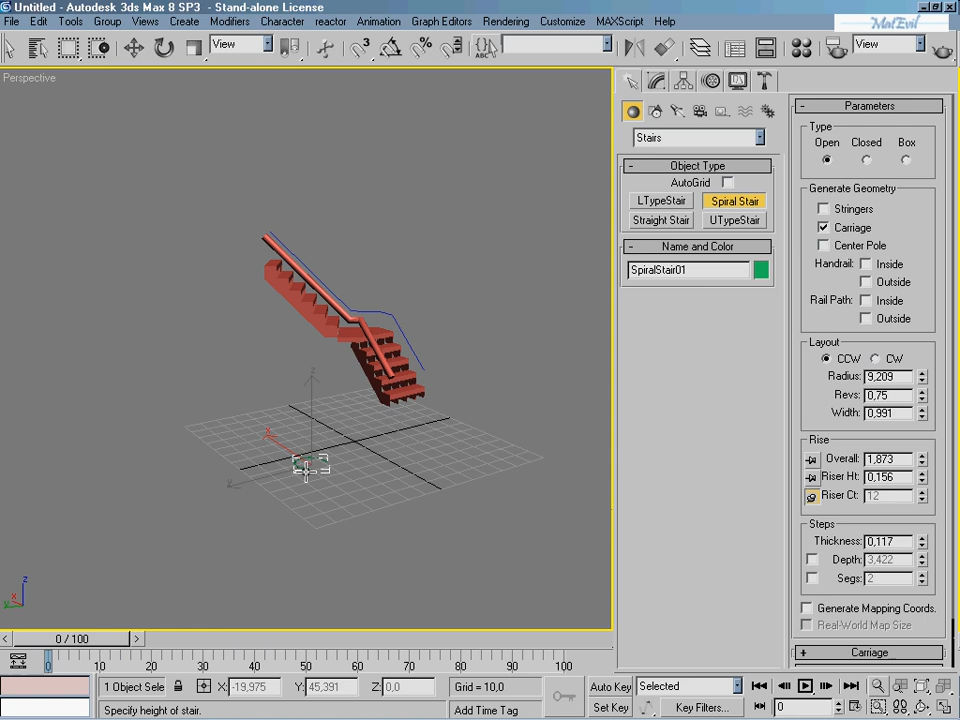 Untitled - Autodesk 3ds Max 8 SP3 - Stand-alone License
File Edit Tools Group Views Create Modifiers Character reactor Animation Graph Editors Rendering Customize MAXScript Help
MatEvil
View 3 % ABC View
Perspective
Stairs
- Object Type
AutoGrid
LTypeStair Spiral Stair
Straight Stair UTypeStair
- Name and Color
SpiralStair01
- Parameters
Type
Open Closed Box
Generate Geometry
Stringers
Carriage
Center Pole
Handrail: Inside
Outside
Rail Path: Inside
Outside
Layout
CCW CW
Radius: 9,209
Revs: 0,75
Width: 0,991
Rise
Overall: 1,873
Riser Ht: 0,156
Riser Ct: 12
Steps
Thickness: 0,117
Depth: 3,422
Segs: 2
Generate Mapping Coords.
Real-World Map Size
+ Carriage
z
x
z
x
y
< 0 / 100 >
0 10 20 30 40 50 60 70 80 90 100
1 Object Sele X: -19,975 Y: 45,391 Z: 0,0 Grid = 10,0 Auto Key Selected
Specify height of stair. Add Time Tag Set Key Key Filters... 0